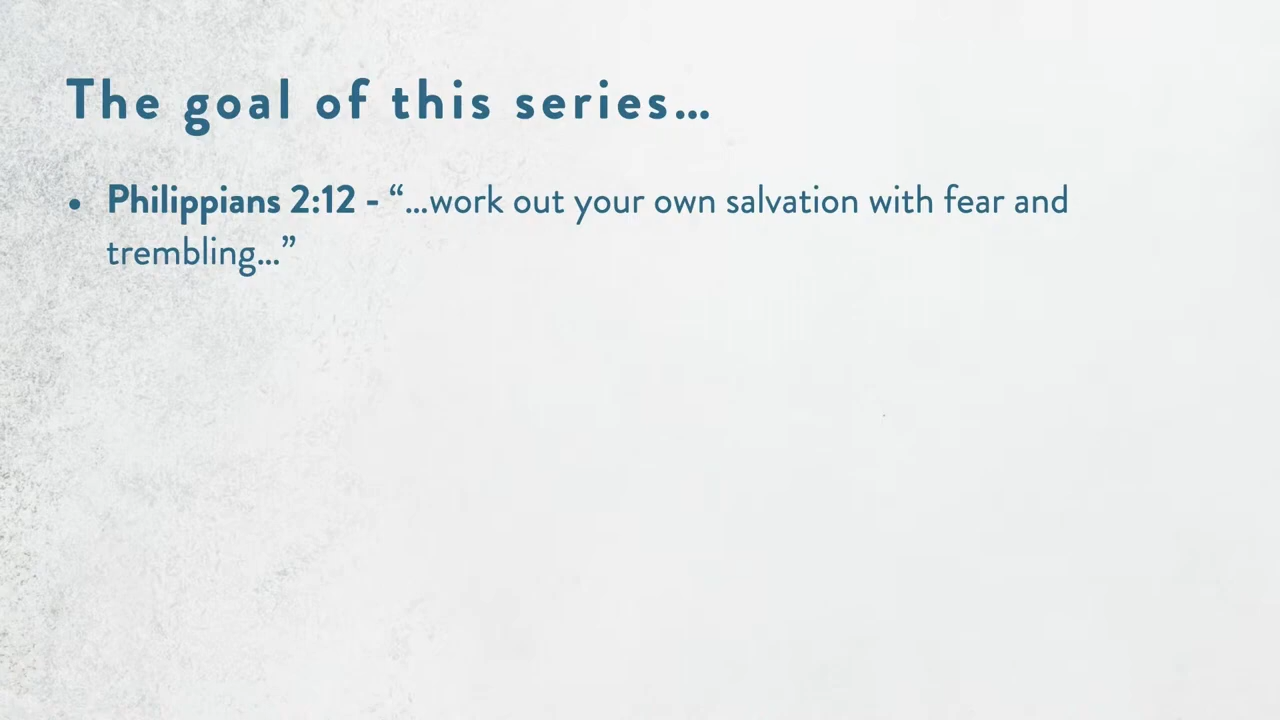 The goal of this series…
• Philippians 2:12 - “…work out your own salvation with fear and
trembling…”